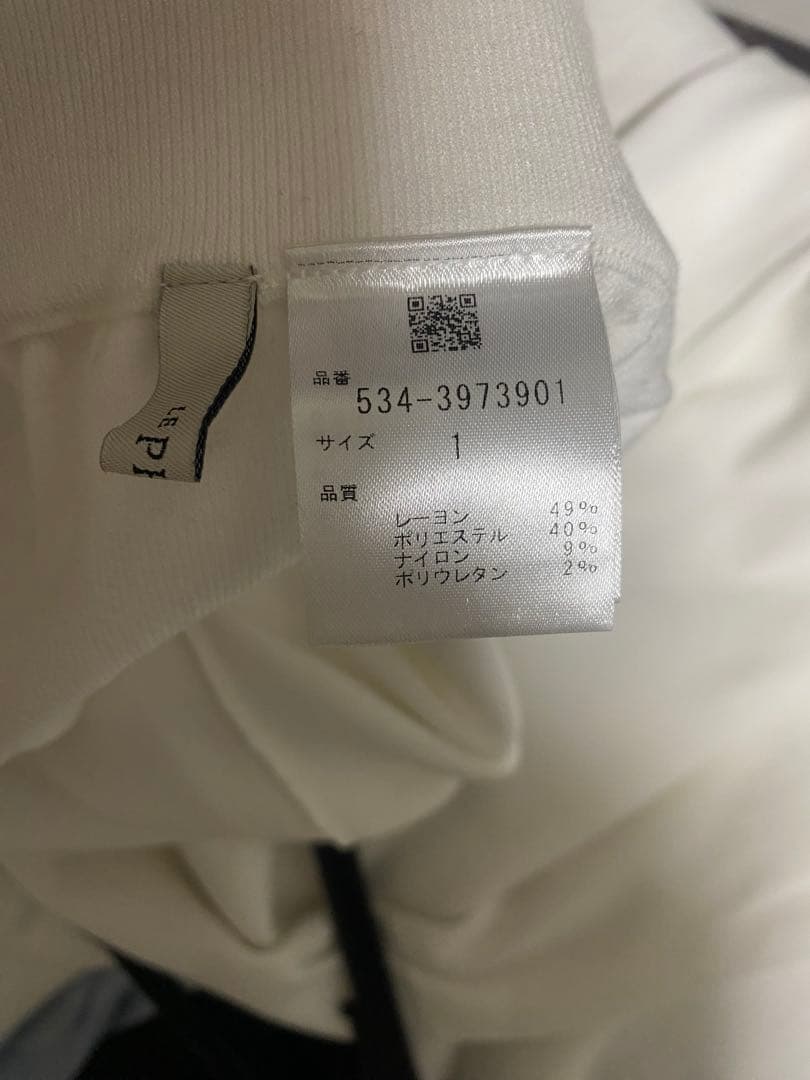 品番
534-3973901
サイズ 1
品質
レーヨン 49%
ポリエステル 40%
ナイロン 9%
ポリウレタン 2%
LE